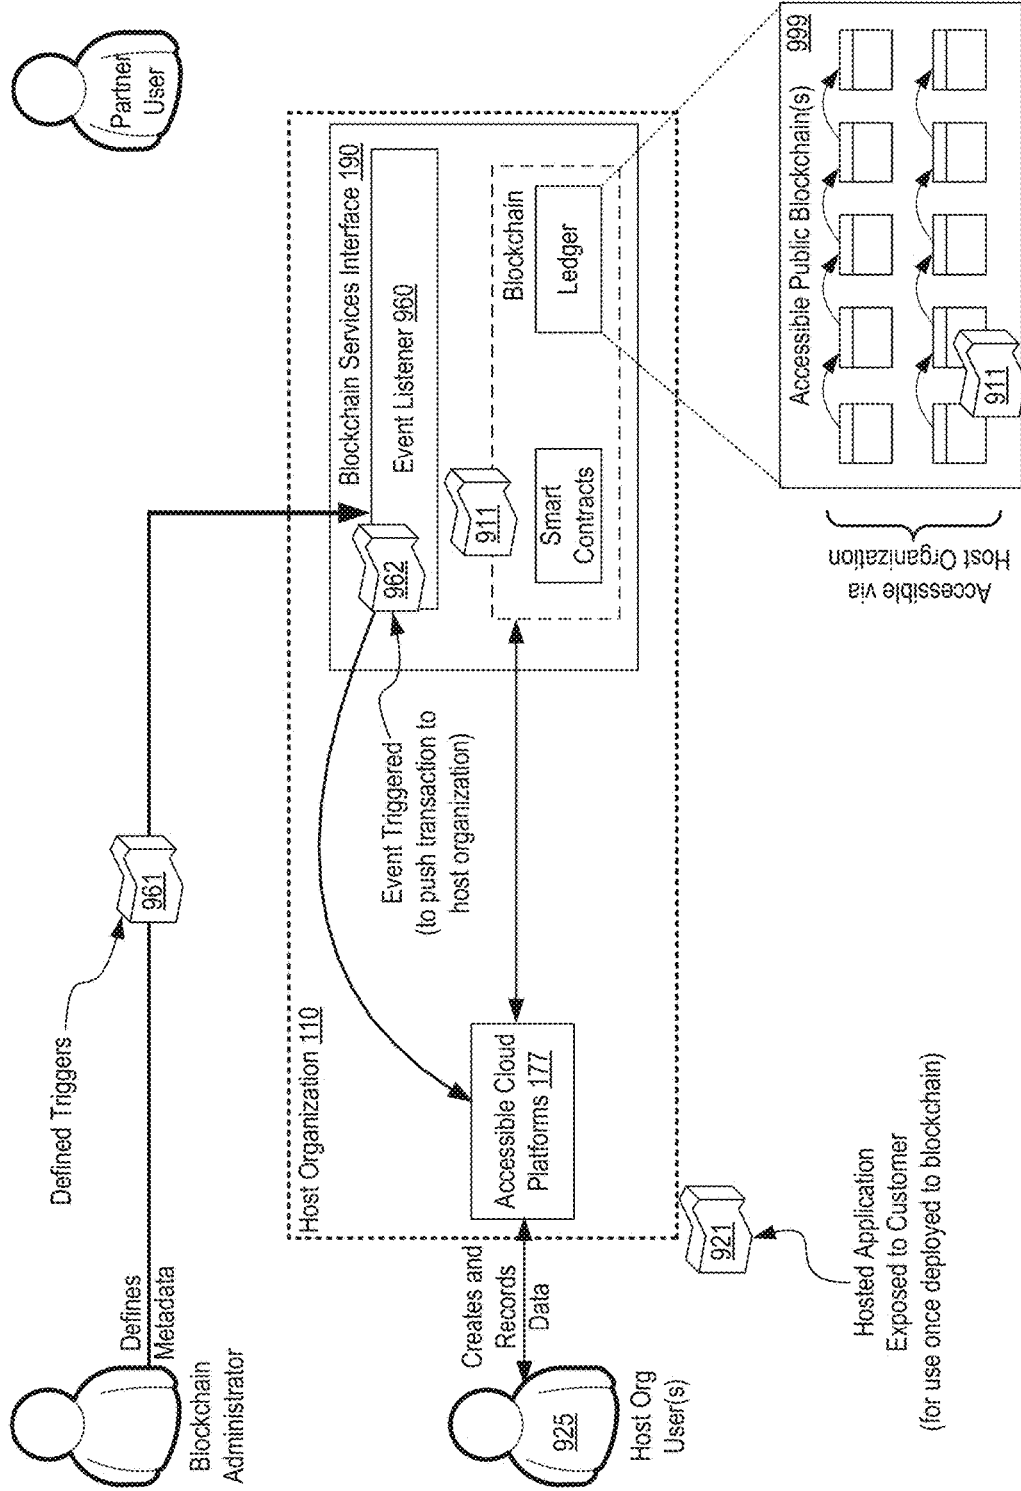 Blockchain
Administrator
Defines
Metadata
Defined Triggers
961
Partner
User
Host Organization 110
Blockchain Services Interface 190
Event Listener 960
962
Event Triggered
(to push transaction to
host organization)
911
Blockchain
Smart
Contracts
Ledger
Accessible Cloud
Platforms 177
Creates and
Records
Data
925
Host Org
User(s)
921
Hosted Application
Exposed to Customer
(for use once deployed to blockchain)
Accessible via
Host Organization
Accessible Public Blockchain(s)
999
911